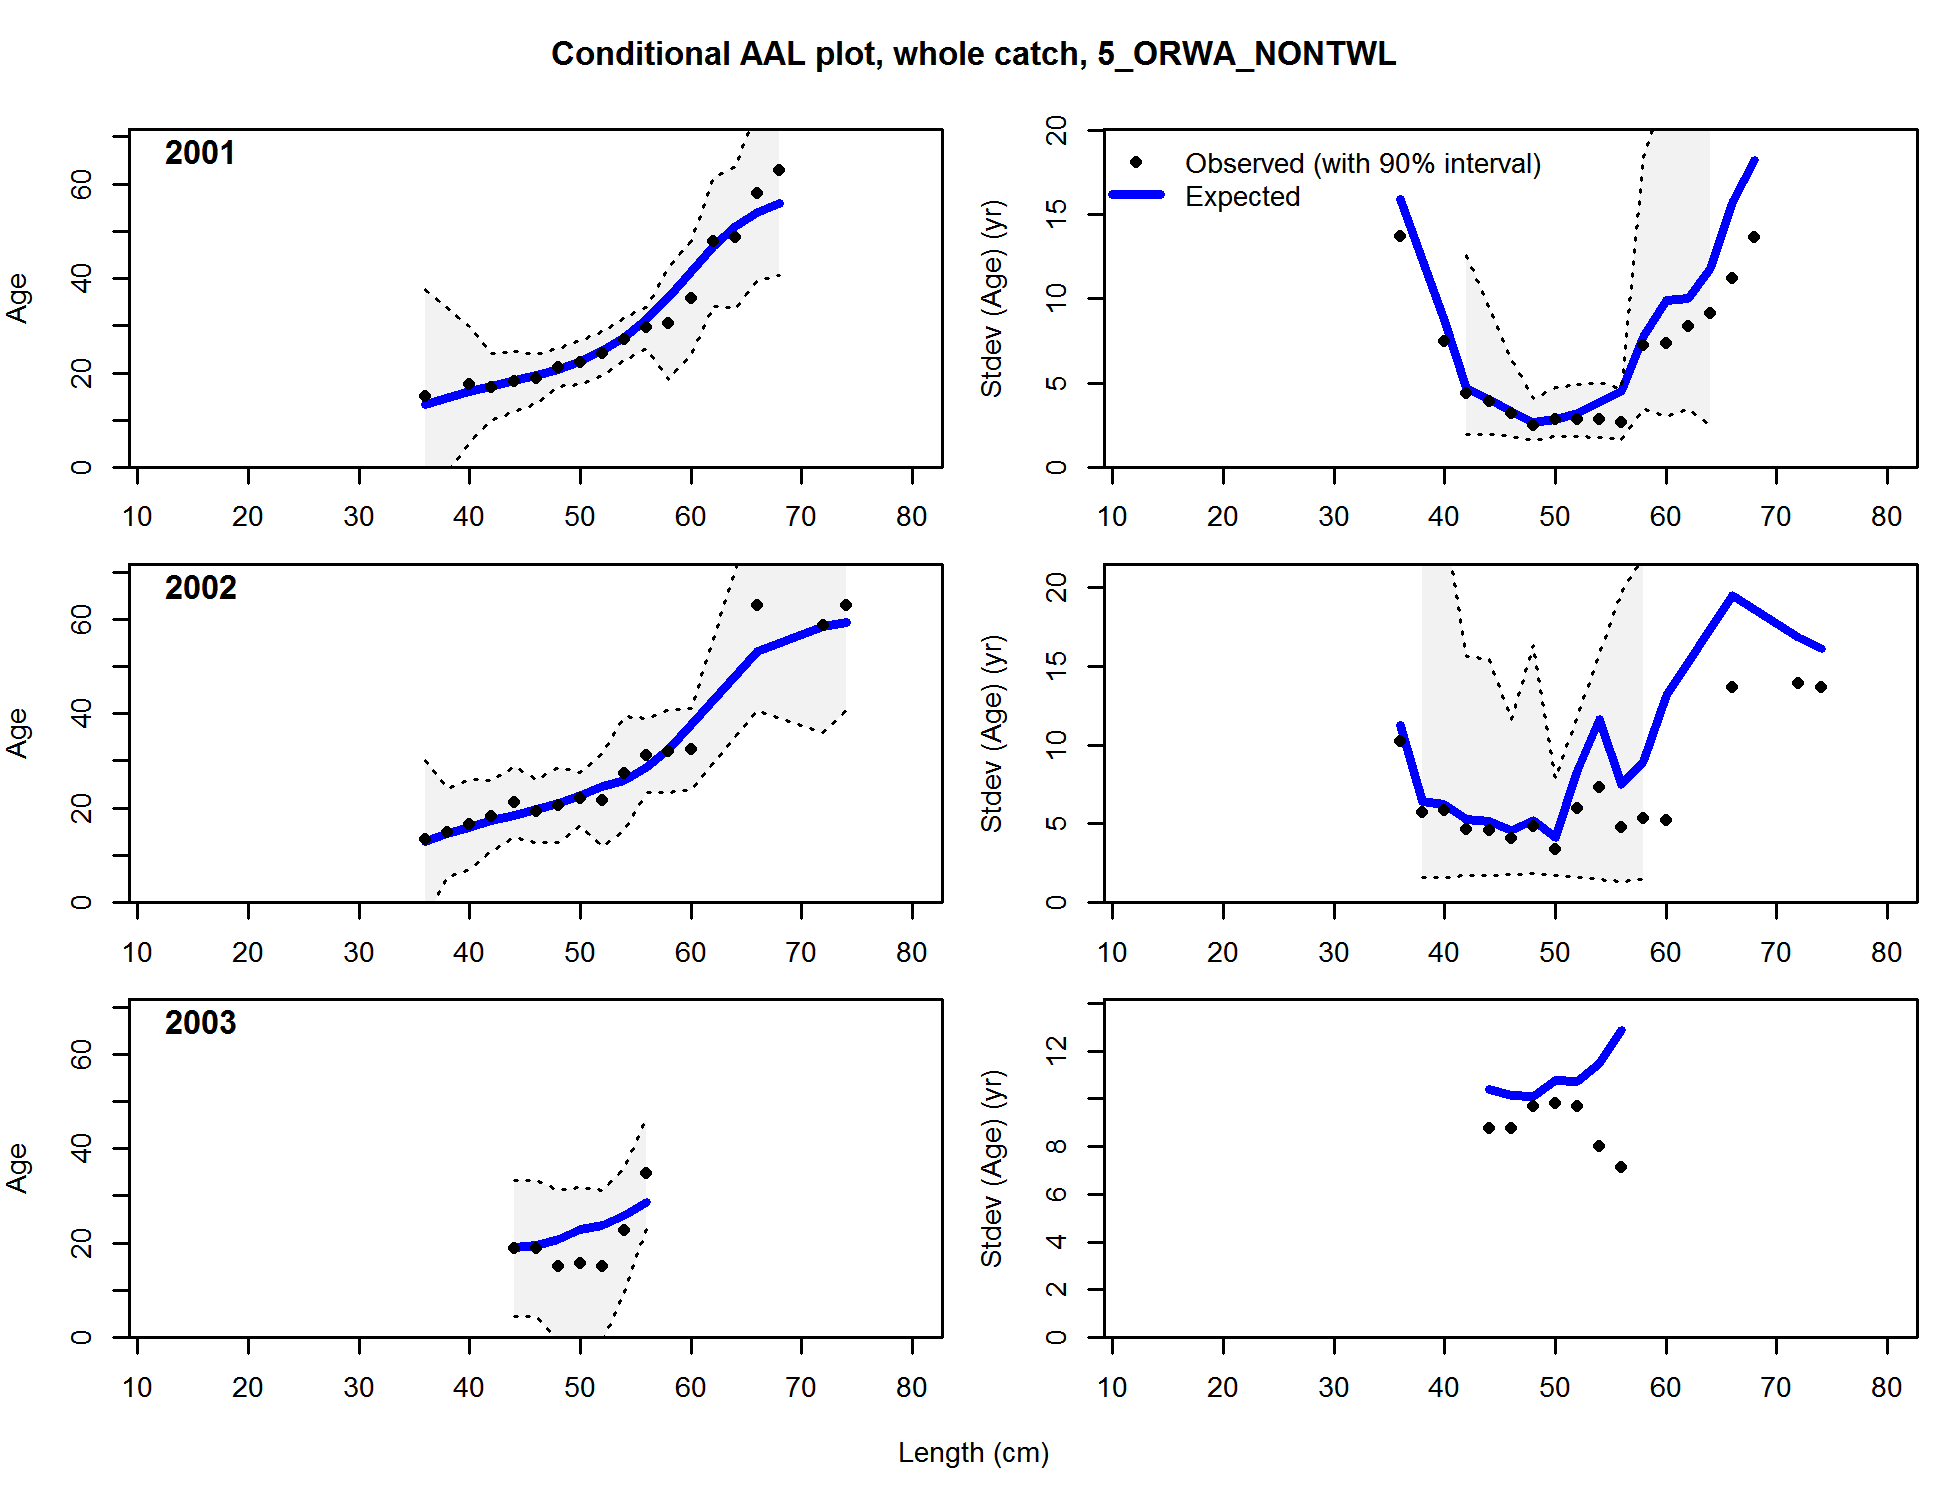 Conditional AAL plot, whole catch, 5_ORWA_NONTWL
2001
Age
0 20 40 60
10 20 30 40 50 60 70 80
Observed (with 90% interval)
Expected
Stdev (Age) (yr)
0 5 10 15 20
10 20 30 40 50 60 70 80
2002
Age
0 20 40 60
10 20 30 40 50 60 70 80
Stdev (Age) (yr)
0 5 10 15 20
10 20 30 40 50 60 70 80
2003
Age
0 20 40 60
10 20 30 40 50 60 70 80
Stdev (Age) (yr)
0 2 4 6 8 12
10 20 30 40 50 60 70 80
Length (cm)